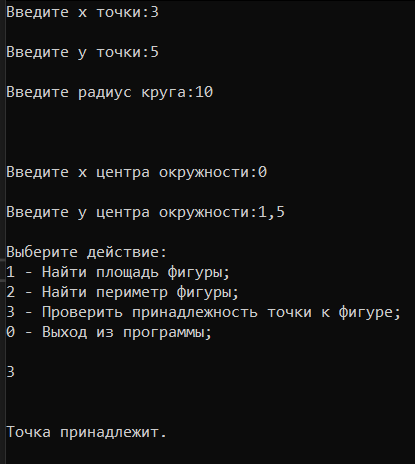 Введите x точки:3
Введите y точки:5
Введите радиус круга:10
Введите x центра окружности:0
Введите y центра окружности:1,5
Выберите действие:
1 - Найти площадь фигуры;
2 - Найти периметр фигуры;
3 - Проверить принадлежность точки к фигуре;
0 - Выход из программы;
3
Точка принадлежит.